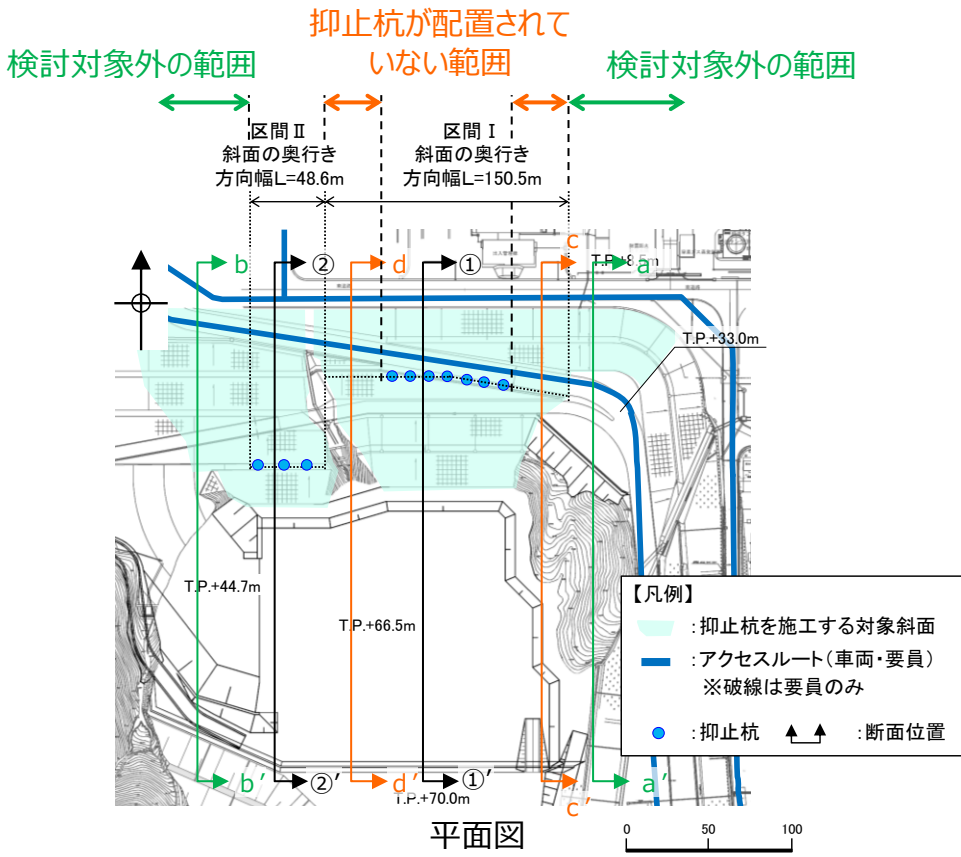 抑止杭が配置されて
いない範囲
検討対象外の範囲
検討対象外の範囲
区間Ⅱ
斜面の奥行き
方向幅L=48.6m
区間Ⅰ
斜面の奥行き
方向幅L=150.5m
b
②
d
①
c
a
T.P.+8.5m
T.P.+33.0m
T.P.+44.7m
T.P.+66.5m
【凡例】
:抑止杭を施工する対象斜面
:アクセスルート(車両・要員)
※破線は要員のみ
:抑止杭
:断面位置
b′
②′
d′
①′
c′
a′
T.P.+70.0m
平面図
0 50 100